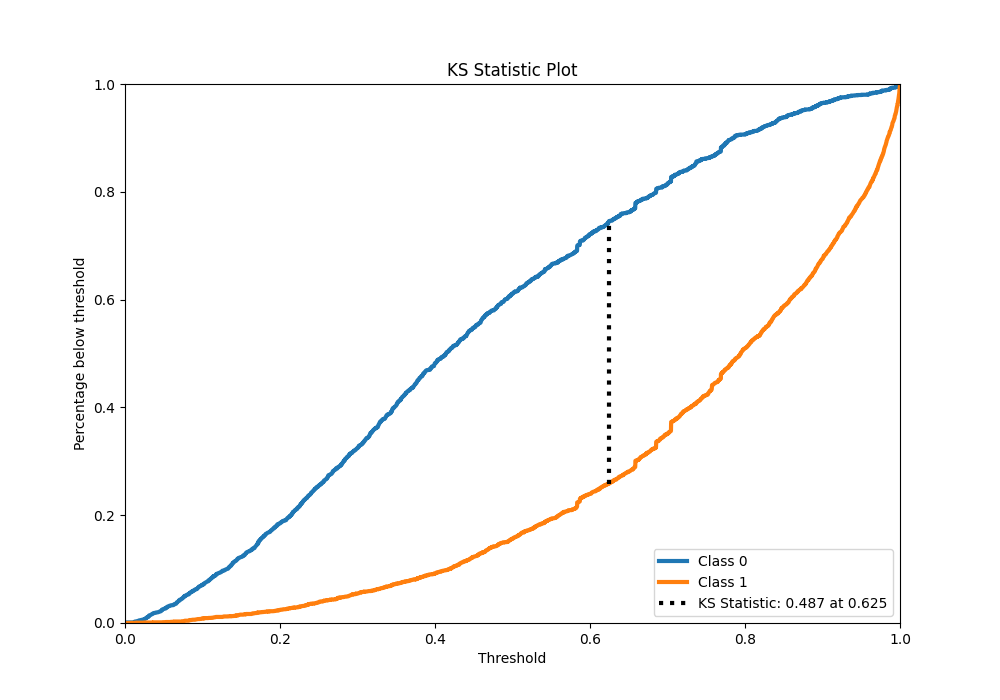 KS Statistic Plot
1.0
0.8
0.6
0.4
0.2
0.0
Percentage below threshold
0.0 0.2 0.4 0.6 0.8 1.0
Threshold
Class 0
Class 1
KS Statistic: 0.487 at 0.625